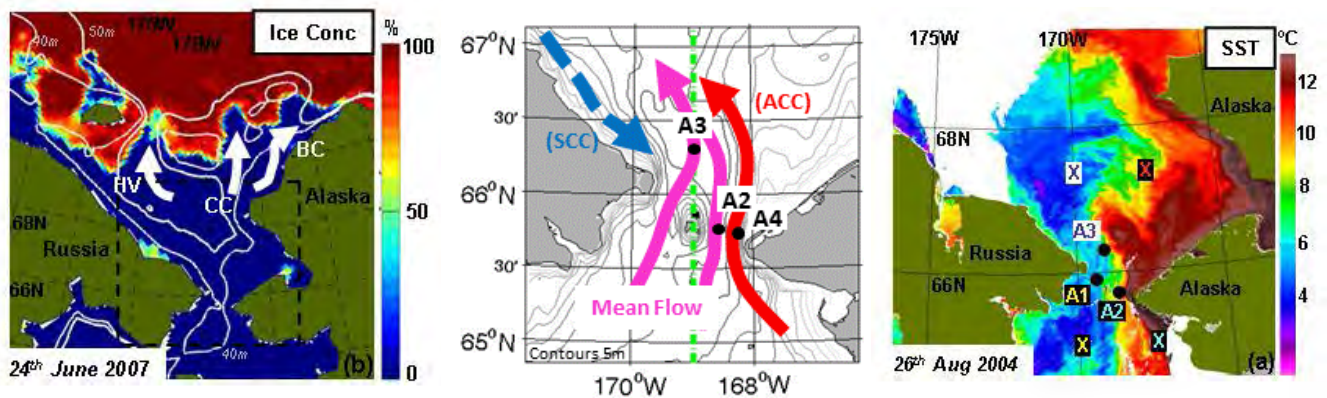 170W
170W
50m
40m
Ice Conc
%
100
50
0
HV
CC
BC
Alaska
68N
Russia
66N
40m
24th June 2007
(b)
67°N
30'
66°N
30'
65°N
(SCC)
(ACC)
A3
A2
A4
Mean Flow
Contours 5m
170°W
168°W
175W
170W
SST
°C
12
10
8
6
4
Alaska
68N
X
X
A3
Russia
66N
A1
A2
Alaska
X
X
26th Aug 2004
(a)